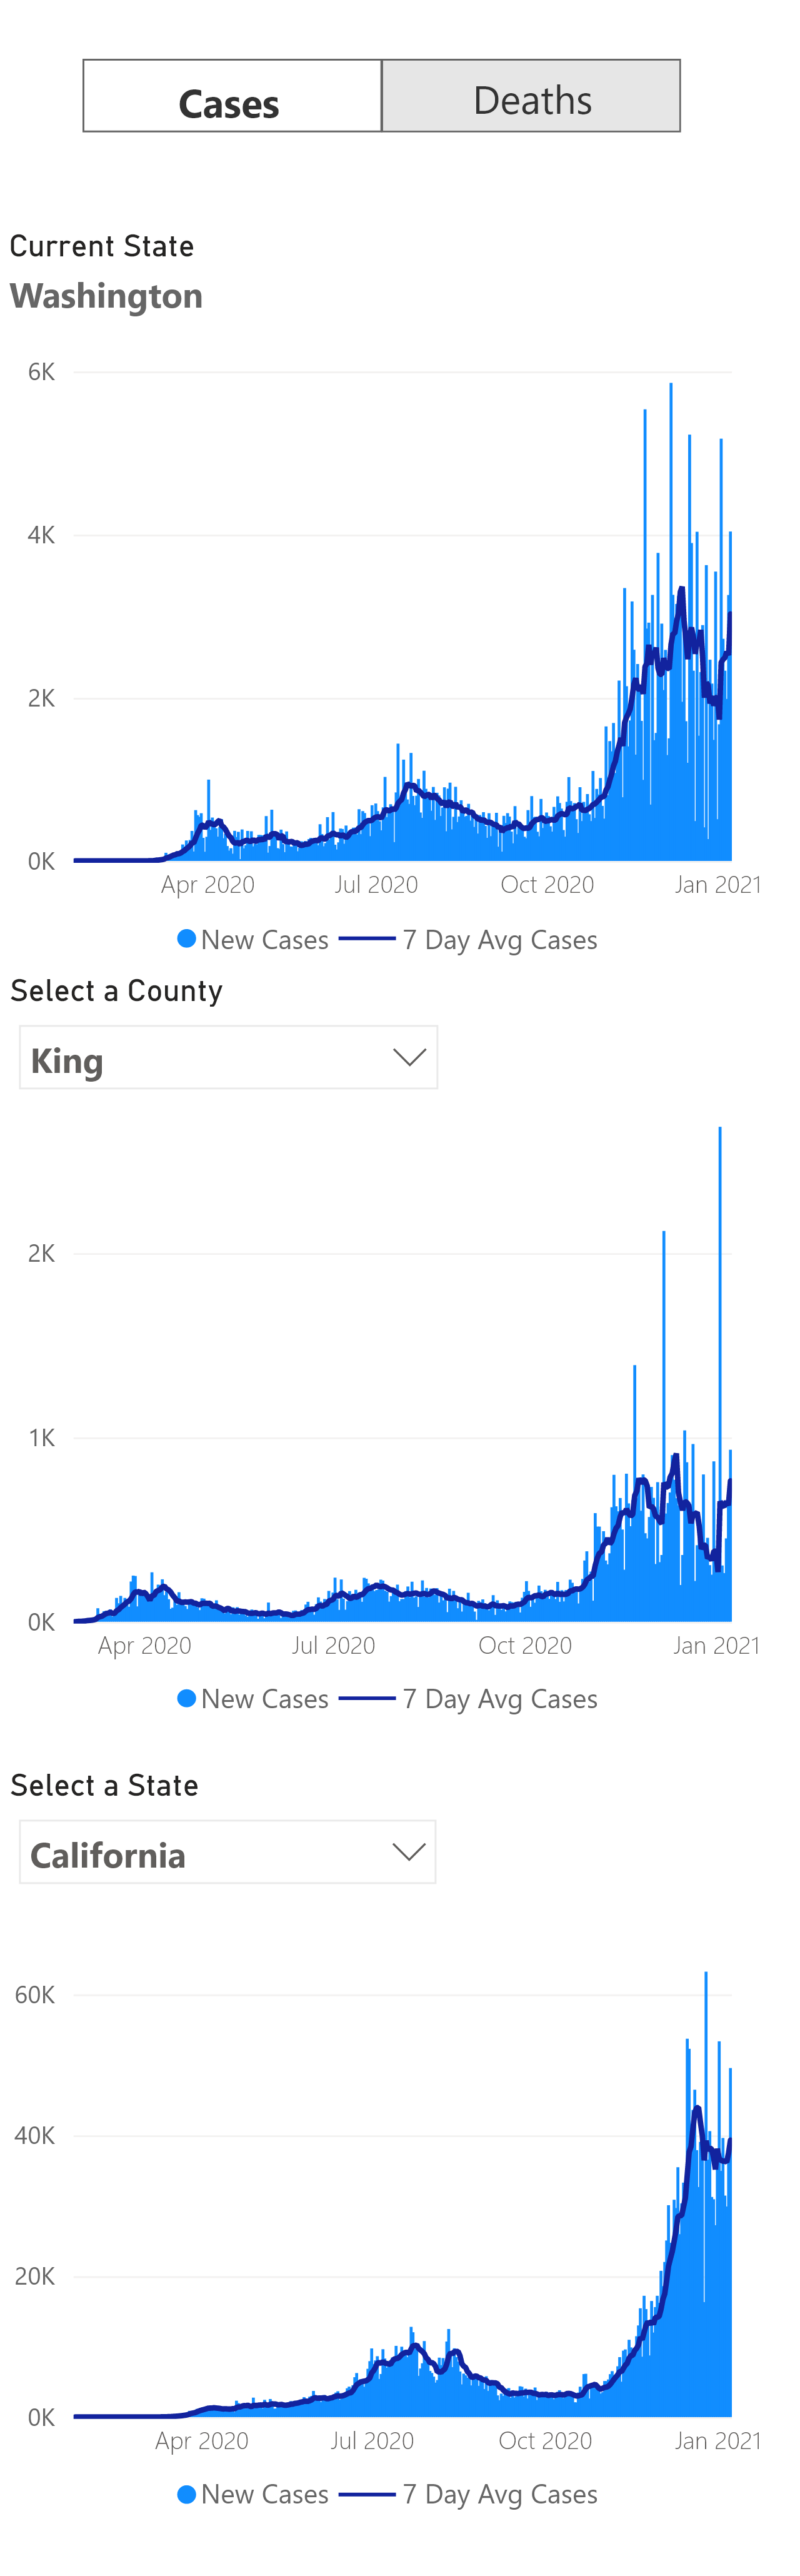 Cases Deaths
Current State
Washington
6K
4K
2K
0K
Apr 2020 Jul 2020 Oct 2020 Jan 2021
New Cases 7 Day Avg Cases
Select a County
King
2K
1K
0K
Apr 2020 Jul 2020 Oct 2020 Jan 2021
New Cases 7 Day Avg Cases
Select a State
California
60K
40K
20K
0K
Apr 2020 Jul 2020 Oct 2020 Jan 2021
New Cases 7 Day Avg Cases